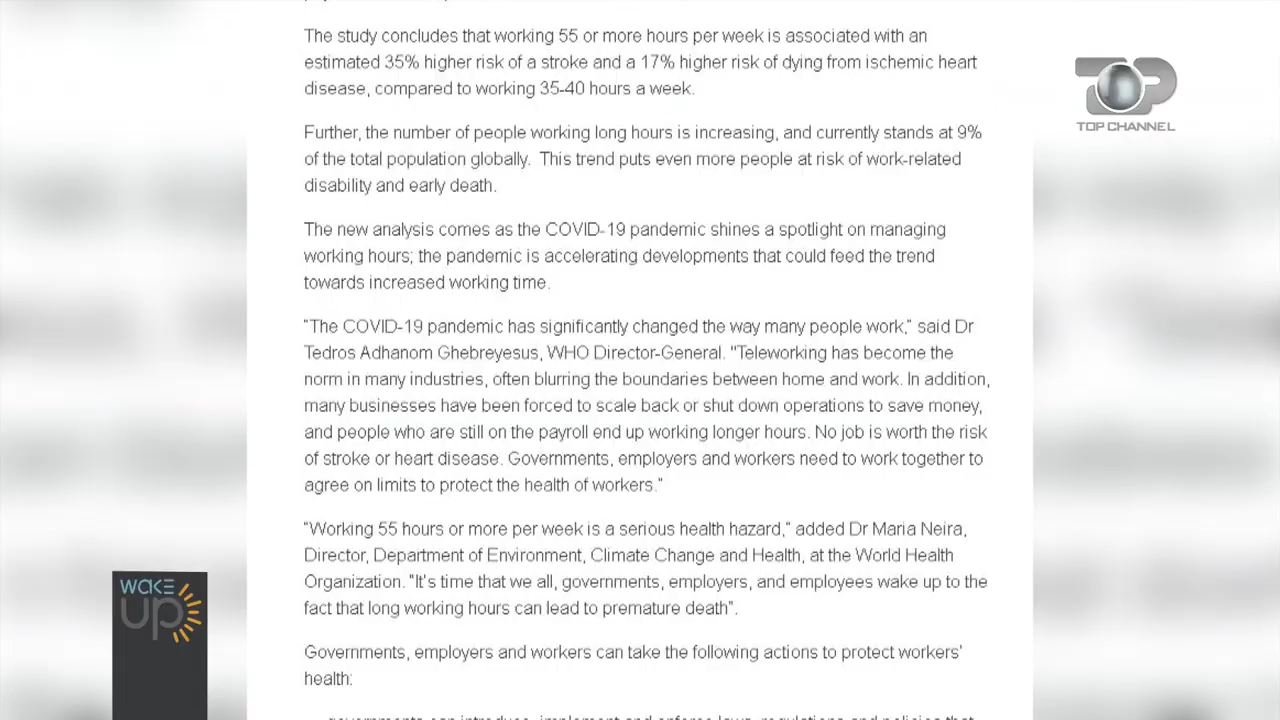 The study concludes that working 55 or more hours per week is associated with an
estimated 35% higher risk of a stroke and a 17% higher risk of dying from ischemic heart
disease, compared to working 35-40 hours a week.
Further, the number of people working long hours is increasing, and currently stands at 9%
of the total population globally. This trend puts even more people at risk of work-related
disability and early death.
The new analysis comes as the COVID-19 pandemic shines a spotlight on managing
working hours; the pandemic is accelerating developments that could feed the trend
towards increased working time.
"The COVID-19 pandemic has significantly changed the way many people work," said Dr
Tedros Adhanom Ghebreyesus, WHO Director-General. "Teleworking has become the
norm in many industries, often blurring the boundaries between home and work. In addition,
many businesses have been forced to scale back or shut down operations to save money,
and people who are still on the payroll end up working longer hours. No job is worth the risk
of stroke or heart disease. Governments, employers and workers need to work together to
agree on limits to protect the health of workers."
"Working 55 hours or more per week is a serious health hazard," added Dr Maria Neira,
Director, Department of Environment, Climate Change and Health, at the World Health
Organization. "It's time that we all, governments, employers, and employees wake up to the
fact that long working hours can lead to premature death".
Governments, employers and workers can take the following actions to protect workers'
health:
governments can introduce, implement and enforce laws, regulations and policies that
TOP CHANNEL
wake
up